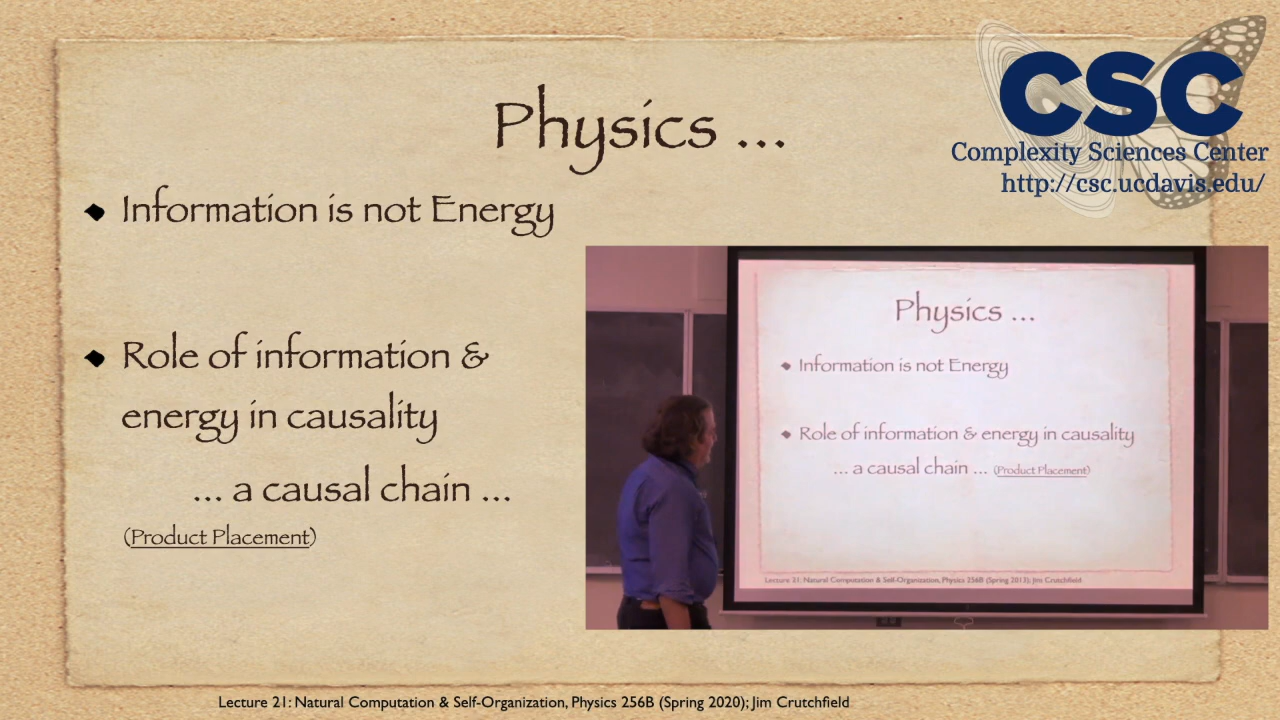 Physics ...
CSC
Complexity Sciences Center
http://csc.ucdavis.edu/
Information is not Energy
Role of information &
energy in causality
... a causal chain ...
(Product Placement)
Physics ...
Information is not Energy
Role of information & energy in causality
... a causal chain ... (Product Placement)
Lecture 21: Natural Computation & Self-Organization, Physics 256B (Spring 2013); Jim Crutchfield
Lecture 21: Natural Computation & Self-Organization, Physics 256B (Spring 2020); Jim Crutchfield